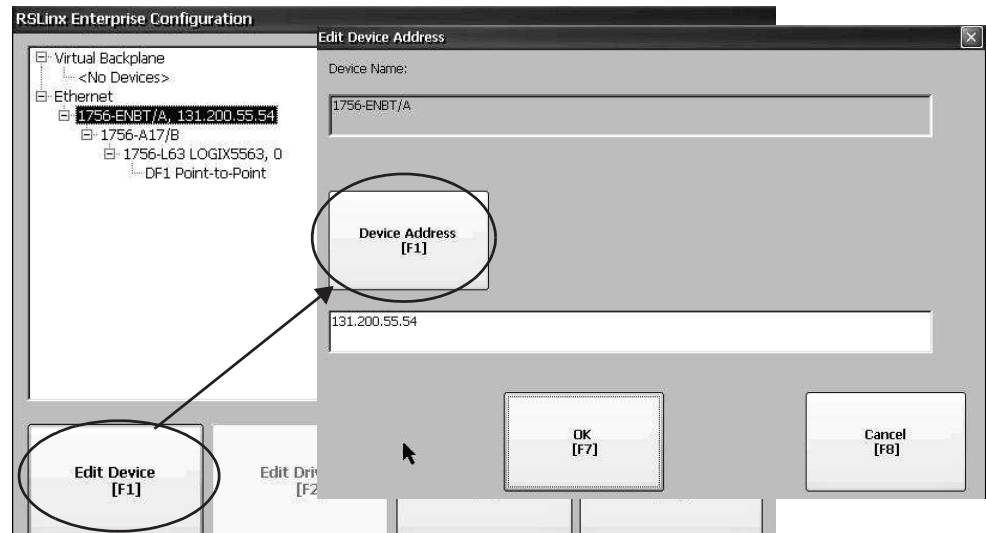 RSLinx Enterprise Configuration
Virtual Backplane
<No Devices>
Ethernet
1756-ENBT/A, 131.200.55.54
1756-A17/B
1756-L63 LOGIX5563, 0
DF1 Point-to-Point
Edit Device
[F1]
Edit Dri
[F2
Edit Device Address
Device Name:
1756-ENBT/A
Device Address
[F1]
131.200.55.54
OK
[F7]
Cancel
[F8]